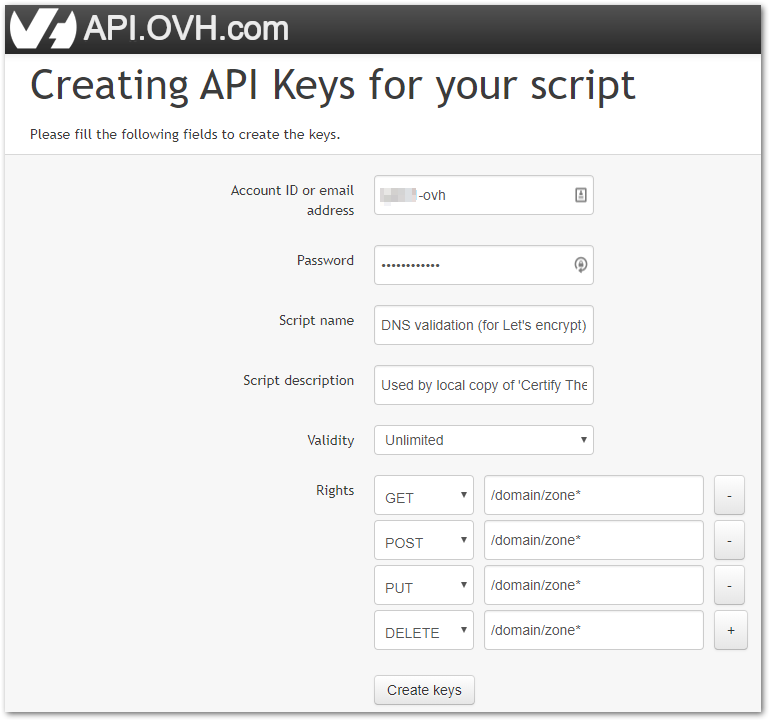 API.OVH.com
Creating API Keys for your script
Please fill the following fields to create the keys.
Account ID or email
address
-ovh
Password
••••••••••••
Script name
DNS validation (for Let's encrypt)
Script description
Used by local copy of 'Certify The
Validity
Unlimited
Rights
GET /domain/zone* -
POST /domain/zone* -
PUT /domain/zone* -
DELETE /domain/zone* +
Create keys